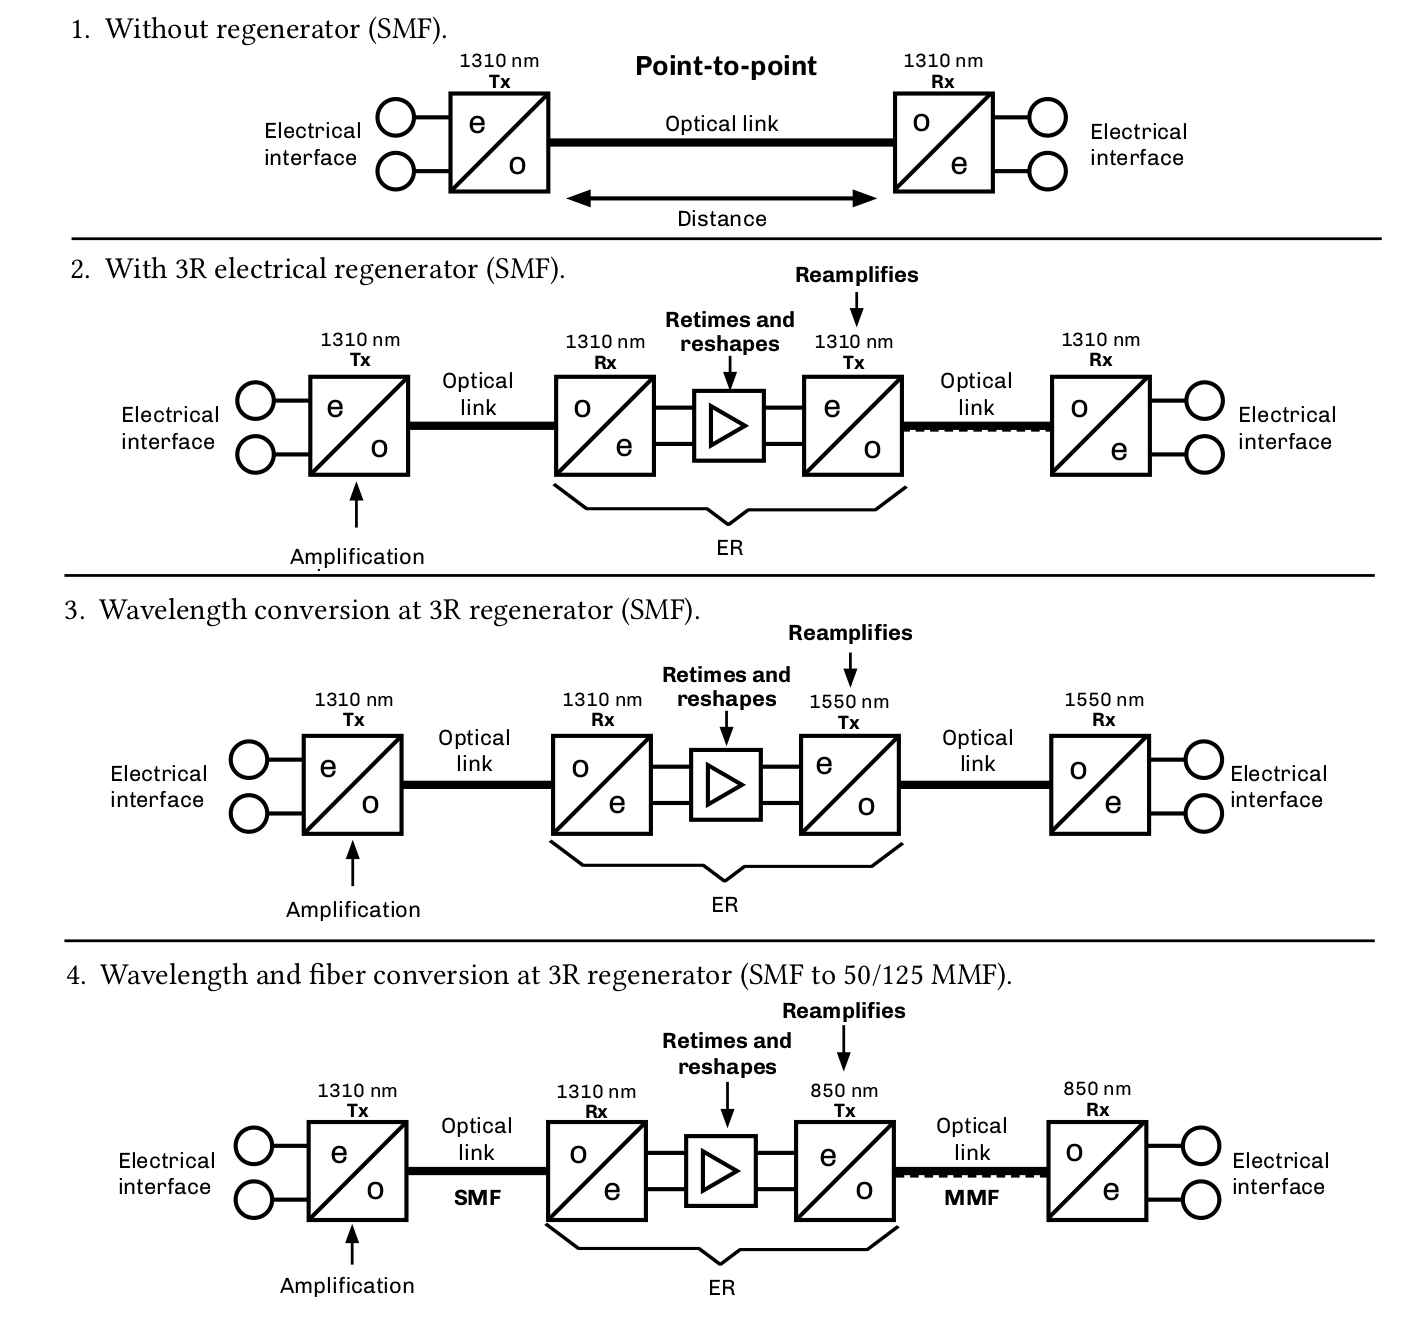 1. Without regenerator (SMF).
1310 nm
Tx
Point-to-point
1310 nm
Rx
Electrical
interface
e
o
Optical link
o
e
Electrical
interface
Distance
2. With 3R electrical regenerator (SMF).
Reamplifies
Retimes and
reshapes
1310 nm
Tx
1310 nm
Rx
1310 nm
Tx
1310 nm
Rx
Electrical
interface
e
o
Optical
link
o
e
e
o
Optical
link
o
e
Electrical
interface
Amplification
ER
3. Wavelength conversion at 3R regenerator (SMF).
Reamplifies
Retimes and
reshapes
1310 nm
Tx
1310 nm
Rx
1550 nm
Tx
1550 nm
Rx
Electrical
interface
e
o
Optical
link
o
e
e
o
Optical
link
o
e
Electrical
interface
Amplification
ER
4. Wavelength and fiber conversion at 3R regenerator (SMF to 50/125 MMF).
Reamplifies
Retimes and
reshapes
1310 nm
Tx
1310 nm
Rx
850 nm
Tx
850 nm
Rx
Electrical
interface
e
o
Optical
link
SMF
o
e
e
o
Optical
link
MMF
o
e
Electrical
interface
Amplification
ER